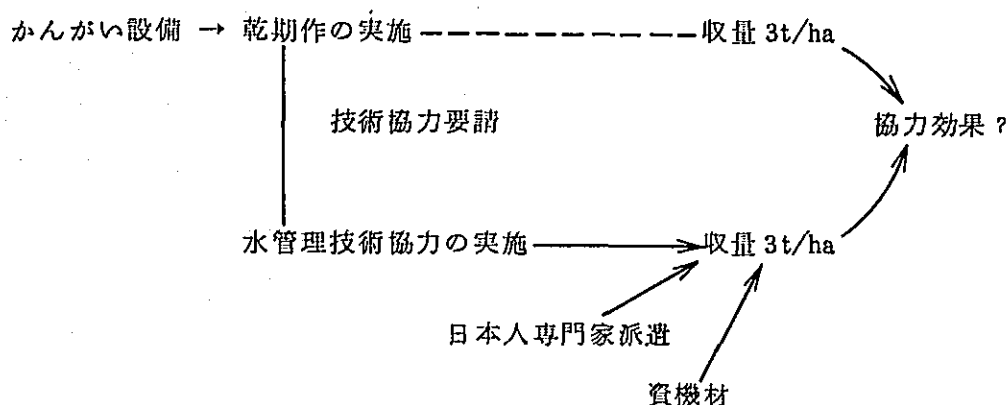 かんがい設備 → 乾期作の実施 収量 3t/ha
技術協力要請 協力効果?
水管理技術協力の実施 収量 3t/ha
日本人専門家派遣
資機材